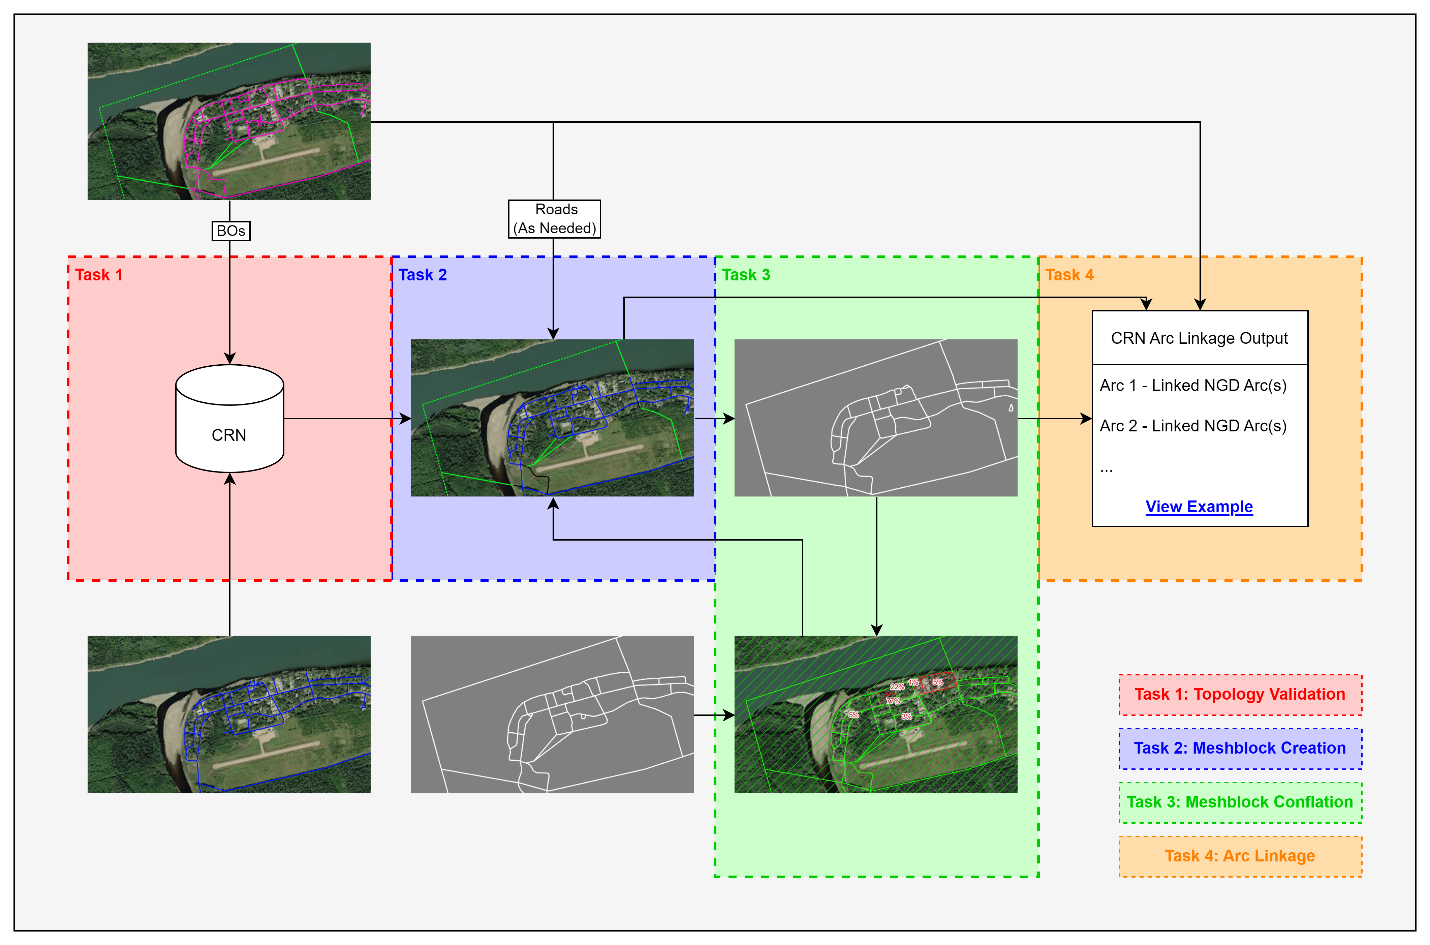 BOs
Roads
(As Needed)
Task 1
Task 2
Task 3
Task 4
CRN
CRN Arc Linkage Output
Arc 1 - Linked NGD Arc(s)
Arc 2 - Linked NGD Arc(s)
...
View Example
Task 1: Topology Validation
Task 2: Meshblock Creation
Task 3: Meshblock Conflation
Task 4: Arc Linkage